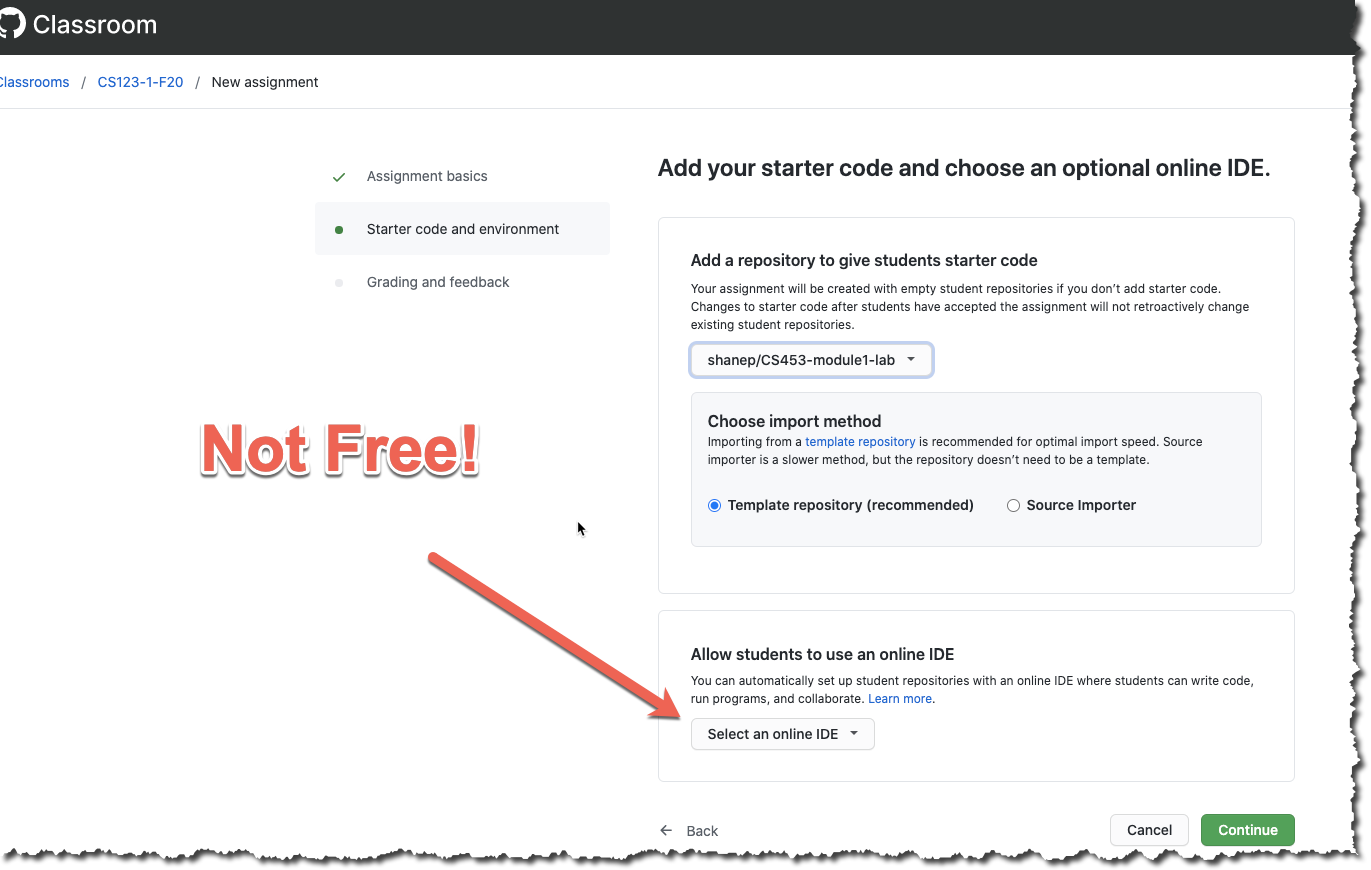 Classroom
Classrooms / CS123-1-F20 / New assignment
Assignment basics
Starter code and environment
Grading and feedback
Not Free!
Add your starter code and choose an optional online IDE.
Add a repository to give students starter code
Your assignment will be created with empty student repositories if you don’t add starter code.
Changes to starter code after students have accepted the assignment will not retroactively change
existing student repositories.
shanep/CS453-module1-lab
Choose import method
Importing from a template repository is recommended for optimal import speed. Source
importer is a slower method, but the repository doesn’t need to be a template.
Template repository (recommended) Source Importer
Allow students to use an online IDE
You can automatically set up student repositories with an online IDE where students can write code,
run programs, and collaborate. Learn more.
Select an online IDE
Back
Cancel Continue